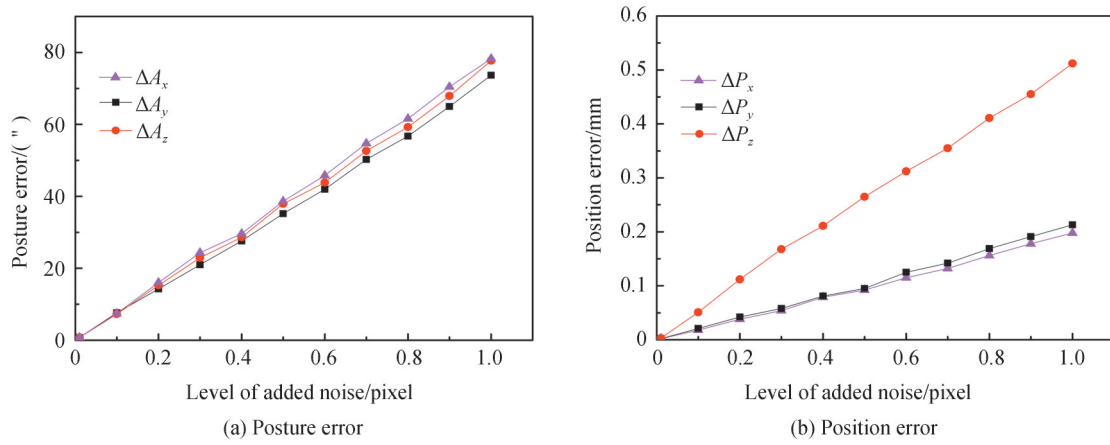 80
60
40
20
0
Posture error/( ″ )
ΔAx
ΔAy
ΔAz
0 0.2 0.4 0.6 0.8 1.0
Level of added noise/pixel
(a) Posture error
0.6
0.5
0.4
0.3
0.2
0.1
0
Position error/mm
ΔPx
ΔPy
ΔPz
0 0.2 0.4 0.6 0.8 1.0
Level of added noise/pixel
(b) Position error